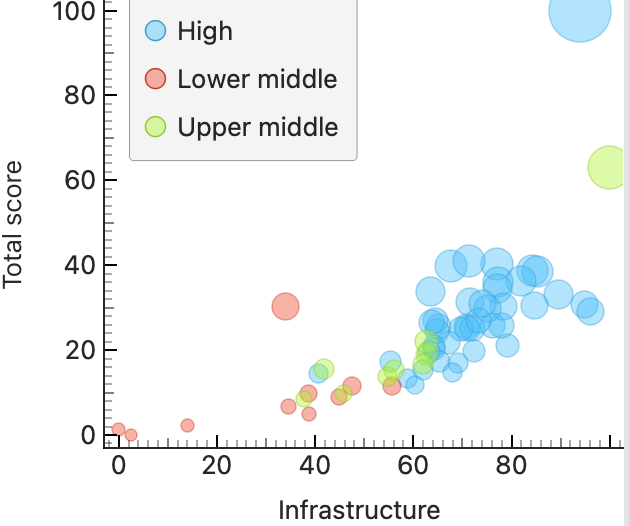 100
High
Lower middle
80
Upper middle
60
Total score
40
20
0
0 20 40 60 80
Infrastructure